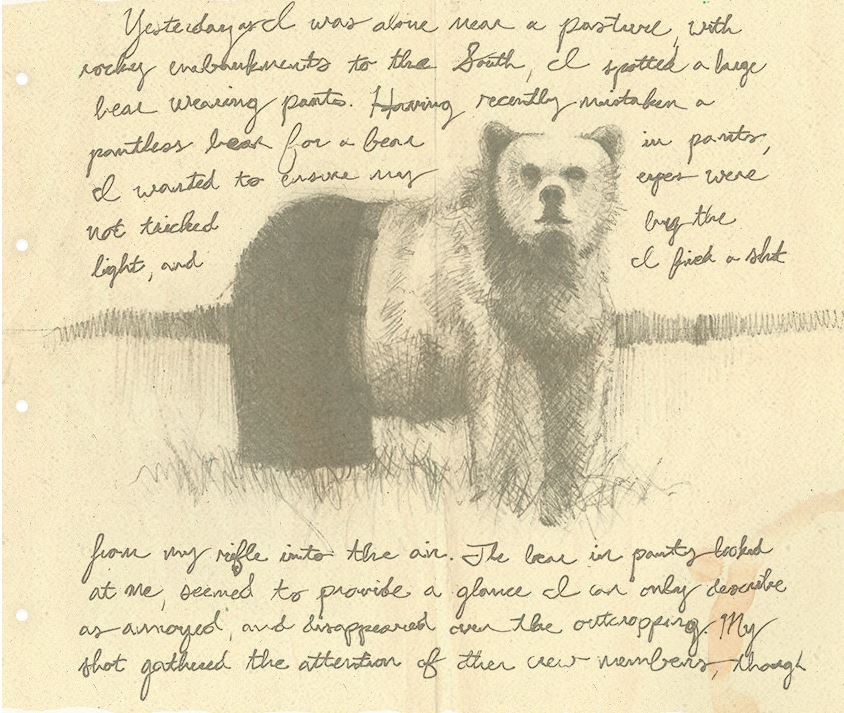 Yesterday I was alone near a pasture, with
rocky embankments to the South, I spotted a large
bear wearing pants. Having recently mistaken a
pantless bear for a bear in pants,
I wanted to ensure my eyes were
not tricked by the
light, and I fired a shot
from my rifle into the air. The bear in pants looked
at me, seemed to provide a glance I can only describe
as annoyed, and disappeared over the outcropping. My
shot gathered the attention of other crew members, though